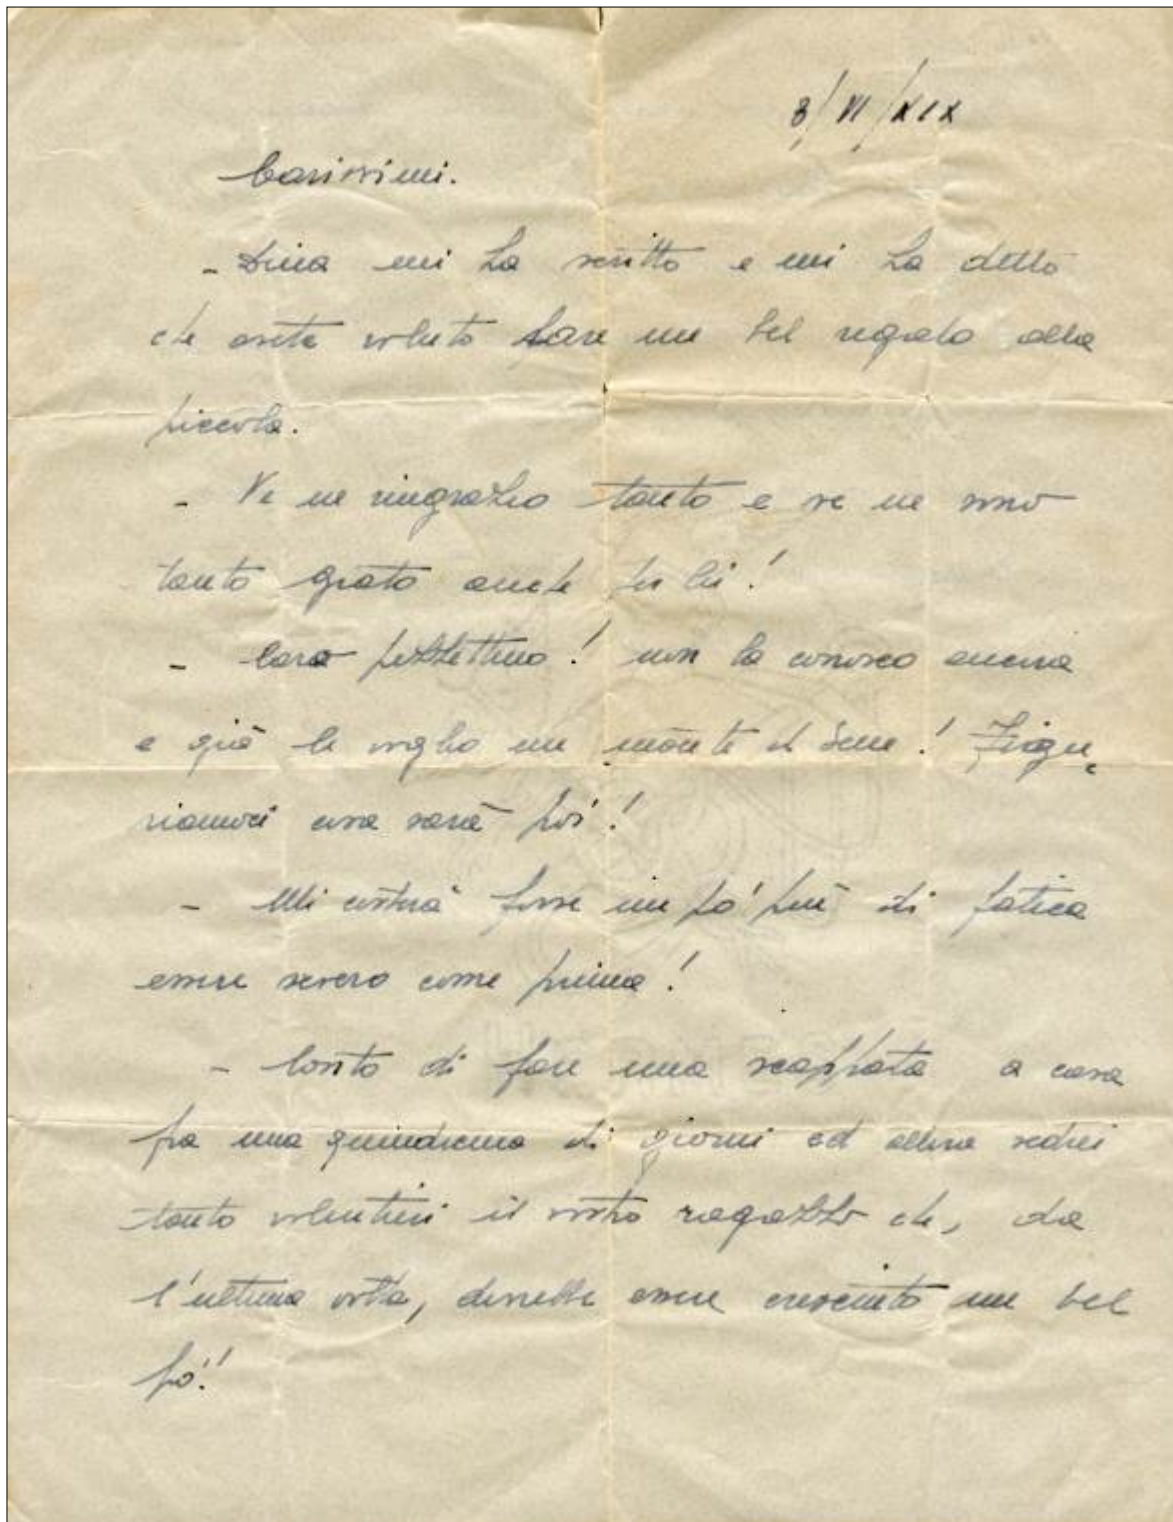 8/VI/XIX
Carissimi.
- Dina mi ha scritto e mi ha detto
che avete voluto fare un bel regalo alla
piccola.
- Ve ne ringrazio tanto e ve ne sono
tanto grato anche per lei!
- Caro pezzettino! non la conosco ancora
e già le voglio un monte di bene! Figu-
riamoci cosa sarà poi!
- Mi costerà forse un po' più di fatica
essere severo come prima!
- Conto di fare una scappata a casa
fra una quindicina di giorni ed allora vedrei
tanto volentieri il vostro ragazzo che, da
l'ultima volta, dovrebbe essere cresciuto un bel
po'!